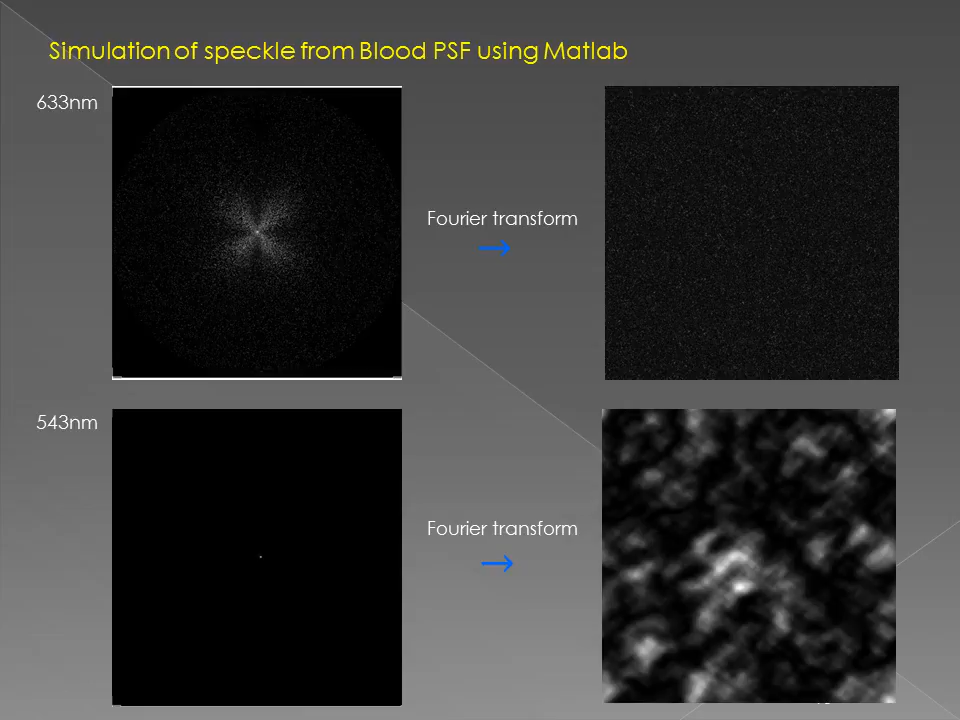 Simulation of speckle from Blood PSF using Matlab
633nm
Fourier transform
→
543nm
Fourier transform
→